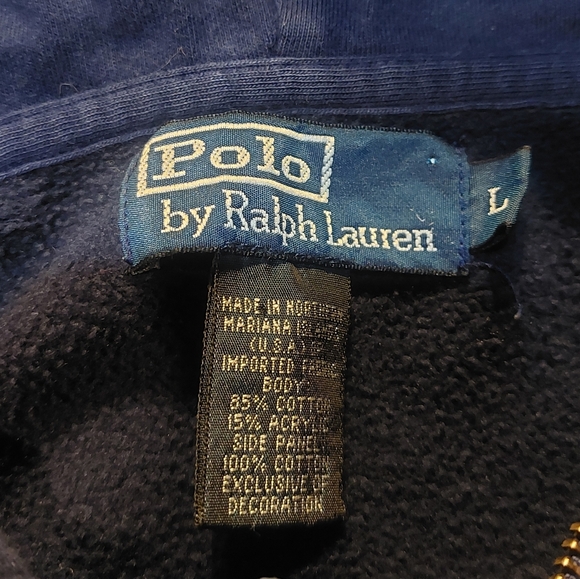 Polo
by Ralph Lauren
L
MADE IN NORTHERN
MARIANA ISLANDS
(U.S.A.)
IMPORTED FABRIC
BODY:
85% COTTON
15% ACRYLIC
SIDE PANEL:
100% COTTON
EXCLUSIVE OF
DECORATION